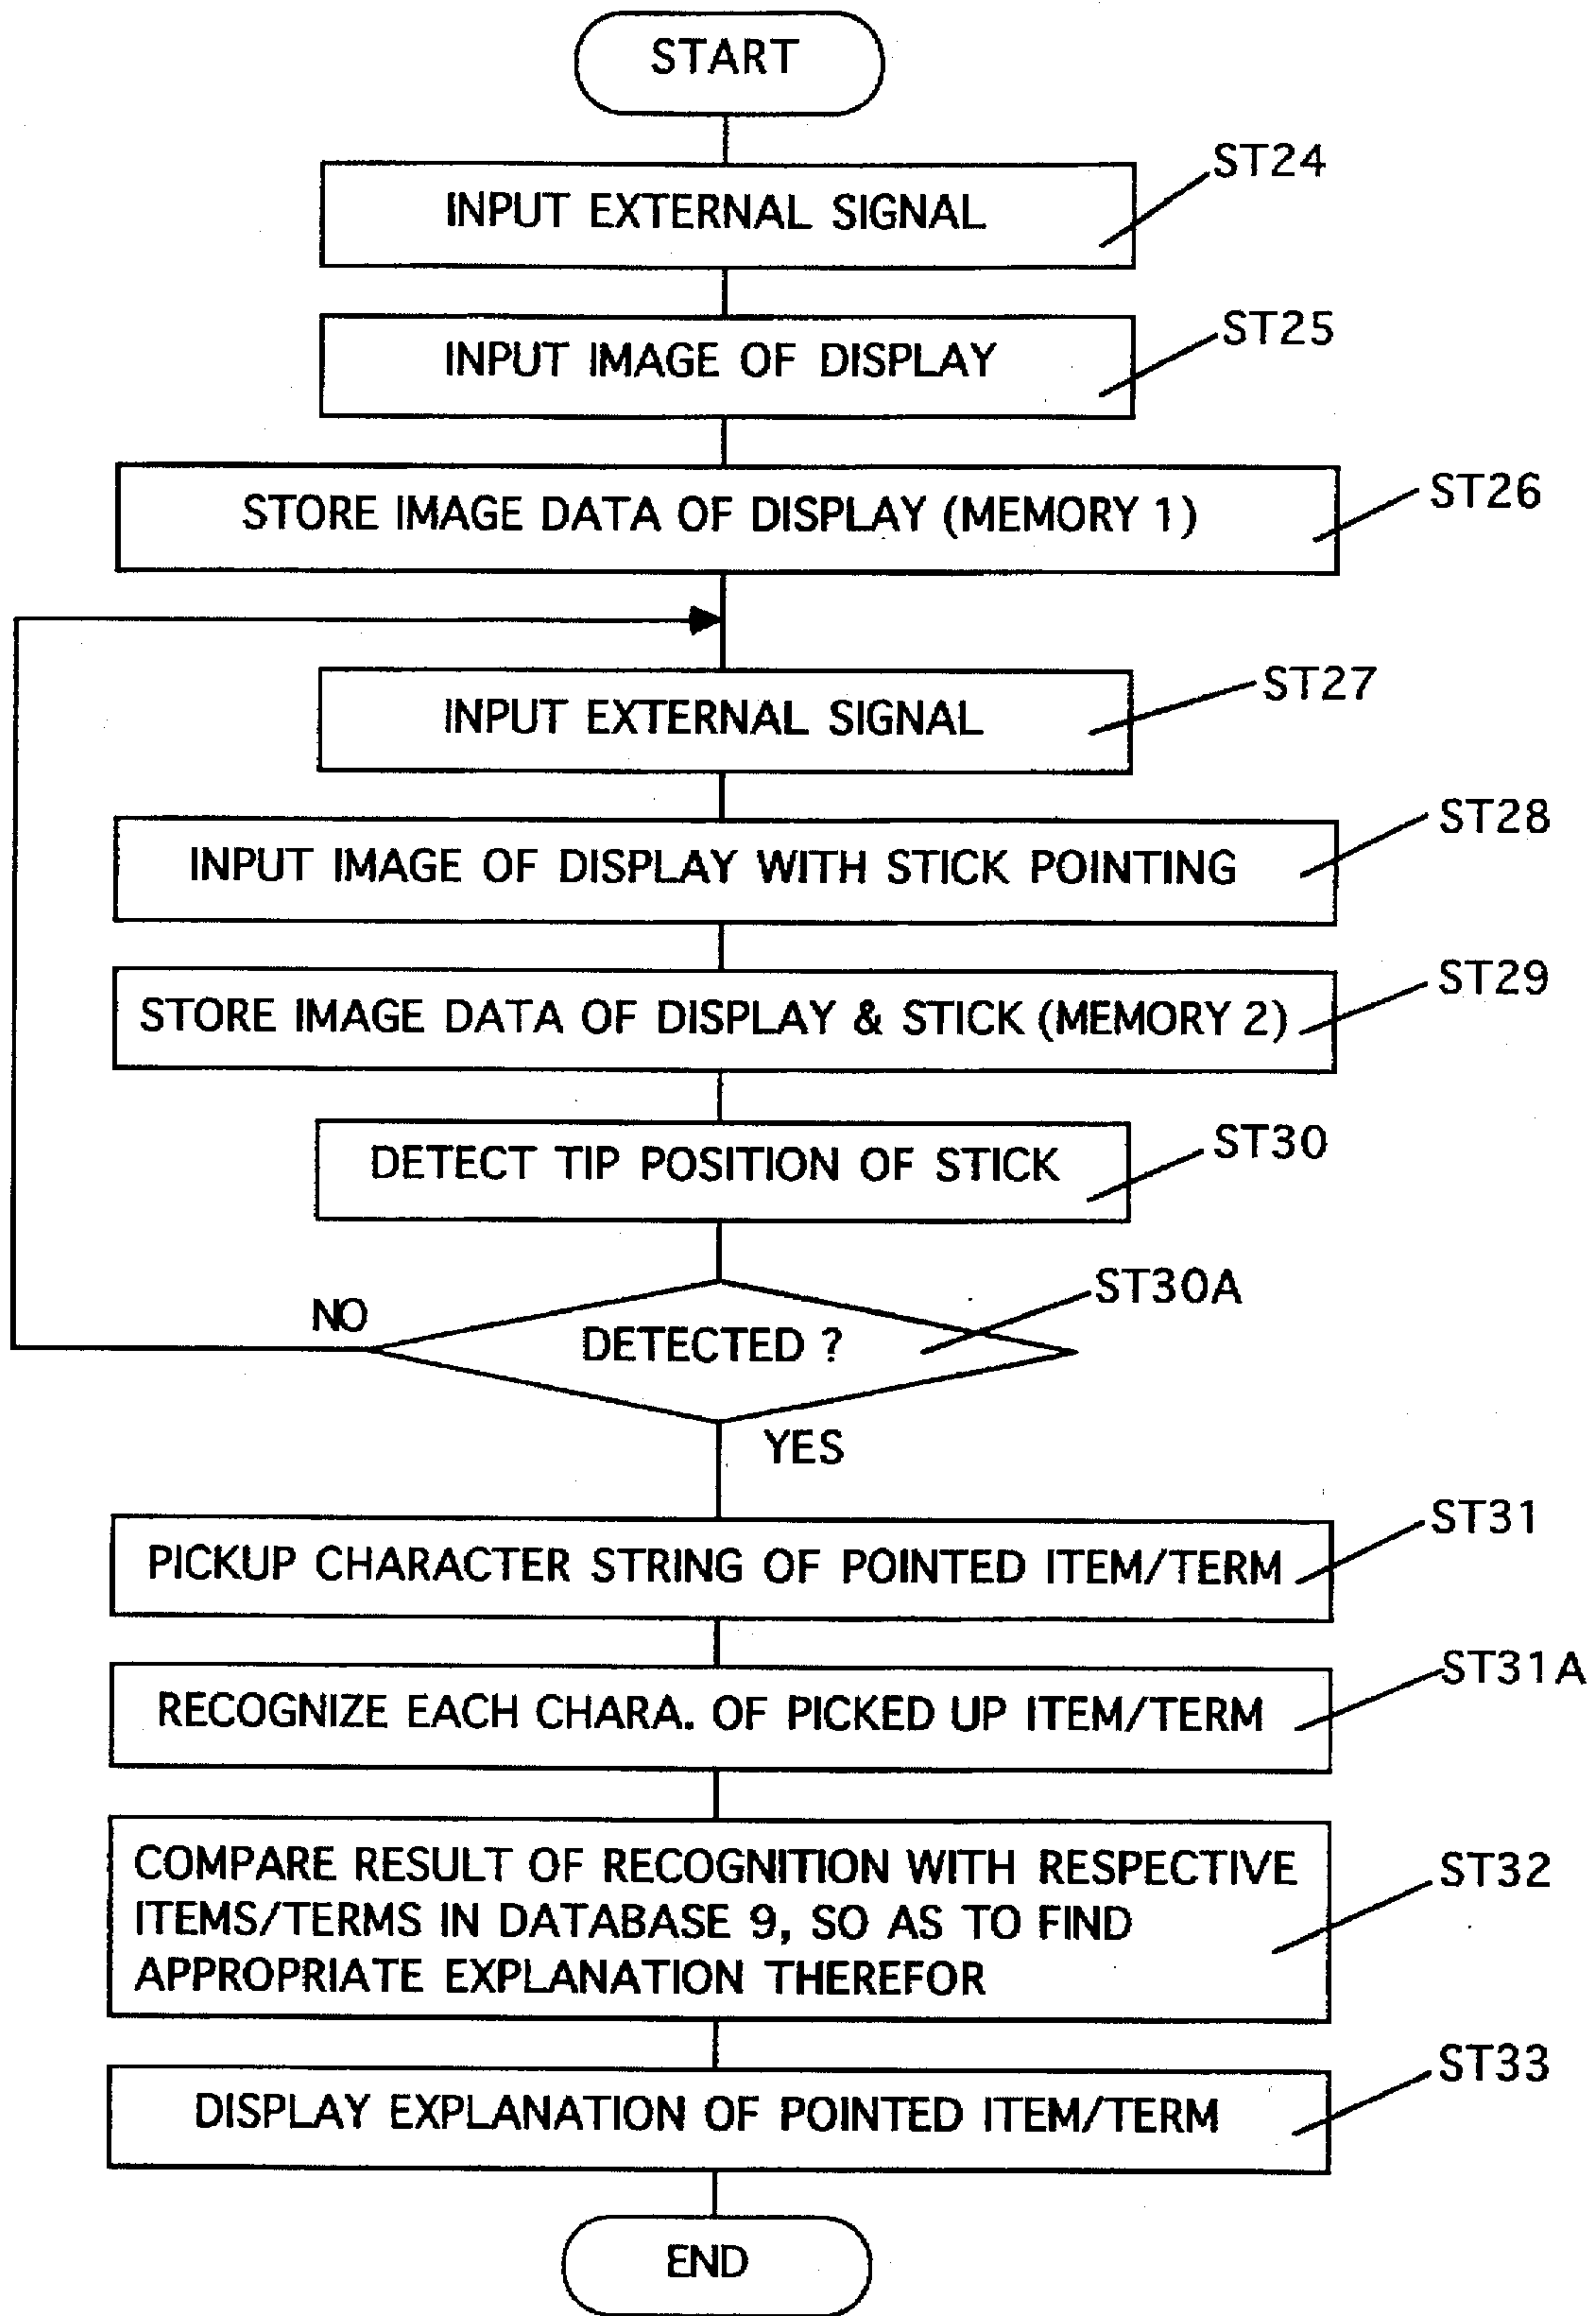 START
ST24
INPUT EXTERNAL SIGNAL
ST25
INPUT IMAGE OF DISPLAY
ST26
STORE IMAGE DATA OF DISPLAY (MEMORY 1)
ST27
INPUT EXTERNAL SIGNAL
ST28
INPUT IMAGE OF DISPLAY WITH STICK POINTING
ST29
STORE IMAGE DATA OF DISPLAY & STICK (MEMORY 2)
ST30
DETECT TIP POSITION OF STICK
ST30A
NO
DETECTED ?
YES
ST31
PICKUP CHARACTER STRING OF POINTED ITEM/TERM
ST31A
RECOGNIZE EACH CHARA. OF PICKED UP ITEM/TERM
ST32
COMPARE RESULT OF RECOGNITION WITH RESPECTIVE
ITEMS/TERMS IN DATABASE 9, SO AS TO FIND
APPROPRIATE EXPLANATION THEREFOR
ST33
DISPLAY EXPLANATION OF POINTED ITEM/TERM
END